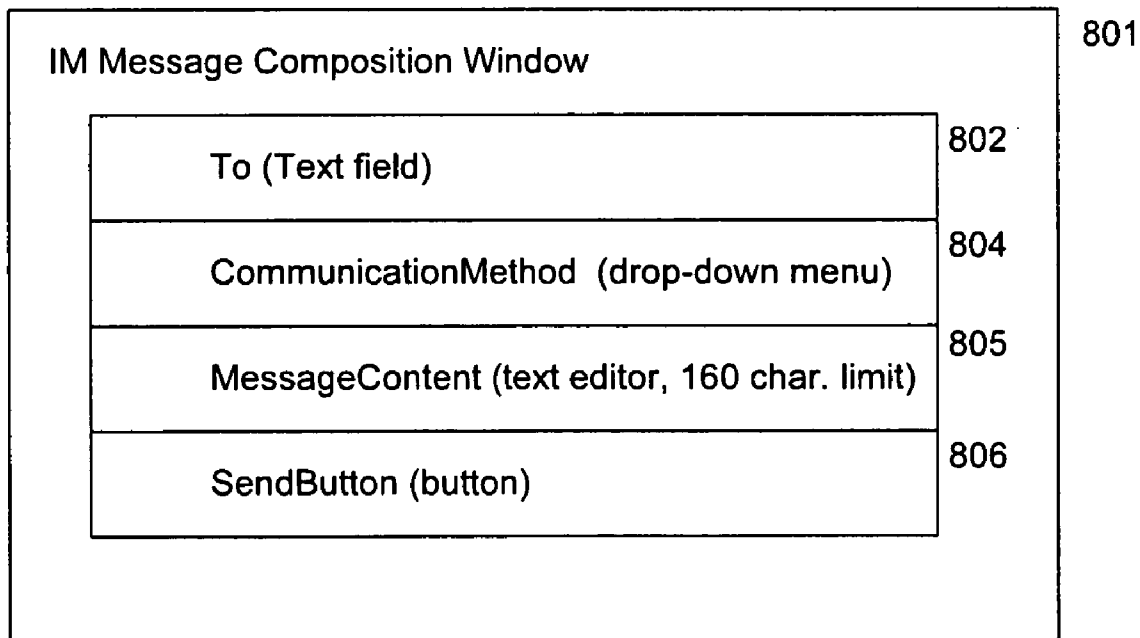 801
IM Message Composition Window
802
To (Text field)
804
CommunicationMethod (drop-down menu)
805
MessageContent (text editor, 160 char. limit)
806
SendButton (button)